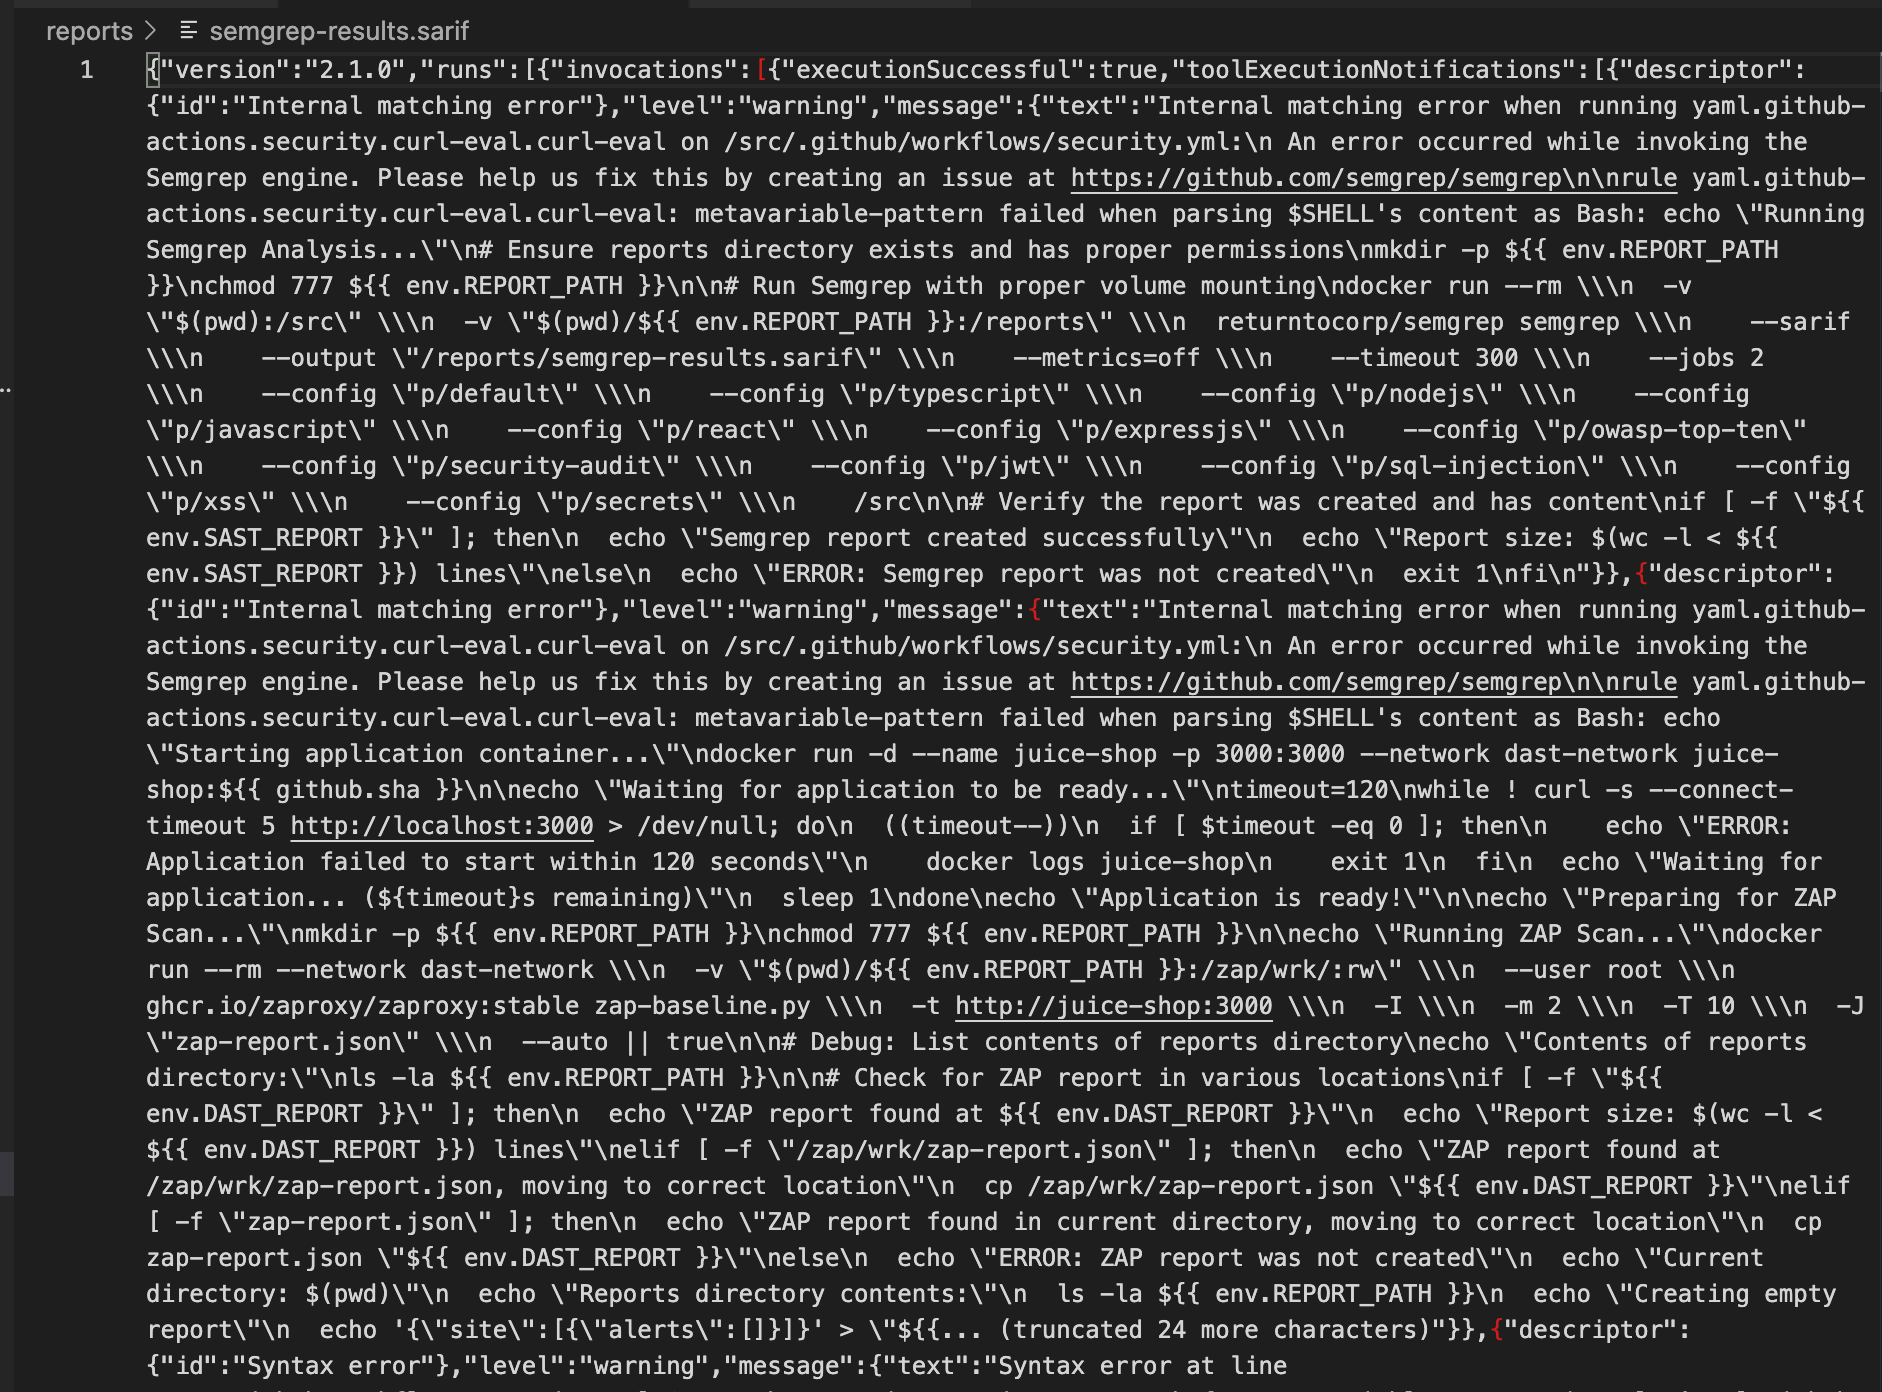 reports > semgrep-results.sarif
1 {"version":"2.1.0","runs":[{"invocations":[{"executionSuccessful":true,"toolExecutionNotifications":[{"descriptor":
{"id":"Internal matching error"},"level":"warning","message":{"text":"Internal matching error when running yaml.github-
actions.security.curl-eval.curl-eval on /src/.github/workflows/security.yml:\n An error occurred while invoking the
Semgrep engine. Please help us fix this by creating an issue at https://github.com/semgrep/semgrep\n\nrule yaml.github-
actions.security.curl-eval.curl-eval: metavariable-pattern failed when parsing $SHELL's content as Bash: echo \"Running
Semgrep Analysis...\"\n# Ensure reports directory exists and has proper permissions\nmkdir -p ${{ env.REPORT_PATH
}}\nchmod 777 ${{ env.REPORT_PATH }}\n\n# Run Semgrep with proper volume mounting\ndocker run --rm \\\n  -v
\"$(pwd):/src\" \\\n  -v \"$(pwd)/${{ env.REPORT_PATH }}:/reports\" \\\n  returntocorp/semgrep semgrep \\\n    --sarif
\\\n    --output \"/reports/semgrep-results.sarif\" \\\n    --metrics=off \\\n    --timeout 300 \\\n    --jobs 2
\\\n    --config \"p/default\" \\\n    --config \"p/typescript\" \\\n    --config \"p/nodejs\" \\\n    --config
\"p/javascript\" \\\n    --config \"p/react\" \\\n    --config \"p/expressjs\" \\\n    --config \"p/owasp-top-ten\"
\\\n    --config \"p/security-audit\" \\\n    --config \"p/jwt\" \\\n    --config \"p/sql-injection\" \\\n    --config
\"p/xss\" \\\n    --config \"p/secrets\" \\\n    /src\n\n# Verify the report was created and has content\nif [ -f \"${{
env.SAST_REPORT }}\" ]; then\n  echo \"Semgrep report created successfully\"\n  echo \"Report size: $(wc -l < ${{
env.SAST_REPORT }}) lines\"\nelse\n  echo \"ERROR: Semgrep report was not created\"\n  exit 1\nfi\n"}},{"descriptor":
{"id":"Internal matching error"},"level":"warning","message":{"text":"Internal matching error when running yaml.github-
actions.security.curl-eval.curl-eval on /src/.github/workflows/security.yml:\n An error occurred while invoking the
Semgrep engine. Please help us fix this by creating an issue at https://github.com/semgrep/semgrep\n\nrule yaml.github-
actions.security.curl-eval.curl-eval: metavariable-pattern failed when parsing $SHELL's content as Bash: echo
\"Starting application container...\"\ndocker run -d --name juice-shop -p 3000:3000 --network dast-network juice-
shop:${{ github.sha }}\n\necho \"Waiting for application to be ready...\"\ntimeout=120\nwhile ! curl -s --connect-
timeout 5 http://localhost:3000 > /dev/null; do\n  ((timeout--))\n  if [ $timeout -eq 0 ]; then\n    echo \"ERROR:
Application failed to start within 120 seconds\"\n    docker logs juice-shop\n    exit 1\n  fi\n  echo \"Waiting for
application... (${timeout}s remaining)\"\n  sleep 1\ndone\necho \"Application is ready!\"\n\necho \"Preparing for ZAP
Scan...\"\nmkdir -p ${{ env.REPORT_PATH }}\nchmod 777 ${{ env.REPORT_PATH }}\n\necho \"Running ZAP Scan...\"\ndocker
run --rm --network dast-network \\\n  -v \"$(pwd)/${{ env.REPORT_PATH }}:/zap/wrk/:rw\" \\\n  --user root \\\n
ghcr.io/zaproxy/zaproxy:stable zap-baseline.py \\\n  -t http://juice-shop:3000 \\\n  -I \\\n  -m 2 \\\n  -T 10 \\\n  -J
\"zap-report.json\" \\\n  --auto || true\n\n# Debug: List contents of reports directory\necho \"Contents of reports
directory:\"\nls -la ${{ env.REPORT_PATH }}\n\n# Check for ZAP report in various locations\nif [ -f \"${{
env.DAST_REPORT }}\" ]; then\n  echo \"ZAP report found at ${{ env.DAST_REPORT }}\"\n  echo \"Report size: $(wc -l <
${{ env.DAST_REPORT }}) lines\"\nelif [ -f \"/zap/wrk/zap-report.json\" ]; then\n  echo \"ZAP report found at
/zap/wrk/zap-report.json, moving to correct location\"\n  cp /zap/wrk/zap-report.json \"${{ env.DAST_REPORT }}\"\nelif
[ -f \"zap-report.json\" ]; then\n  echo \"ZAP report found in current directory, moving to correct location\"\n  cp
zap-report.json \"${{ env.DAST_REPORT }}\"\nelse\n  echo \"ERROR: ZAP report was not created\"\n  echo \"Current
directory: $(pwd)\"\n  echo \"Reports directory contents:\"\n  ls -la ${{ env.REPORT_PATH }}\n  echo \"Creating empty
report\"\n  echo '{\"site\":[{\"alerts\":[]}]}' > \"${{... (truncated 24 more characters)"}},{"descriptor":
{"id":"Syntax error"},"level":"warning","message":{"text":"Syntax error at line